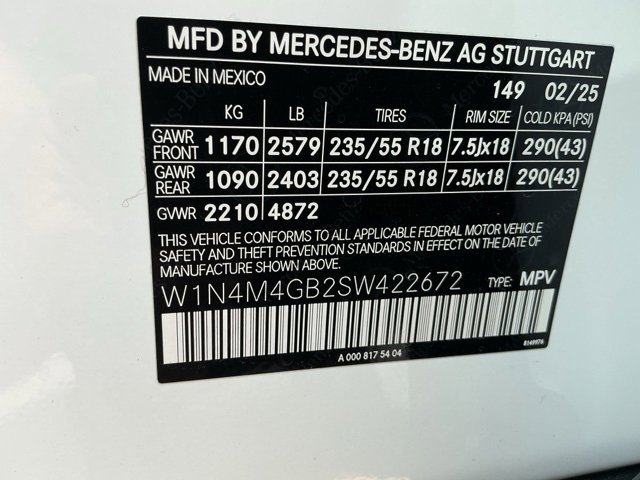 MFD BY MERCEDES-BENZ AG STUTTGART
MADE IN MEXICO 149 02/25
KG LB TIRES RIM SIZE COLD KPA(PSI)
GAWR FRONT 1170 2579 235/55 R18 7.5Jx18 290(43)
GAWR REAR 1090 2403 235/55 R18 7.5Jx18 290(43)
GVWR 2210 4872
THIS VEHICLE CONFORMS TO ALL APPLICABLE FEDERAL MOTOR VEHICLE
SAFETY AND THEFT PREVENTION STANDARDS IN EFFECT ON THE DATE OF
MANUFACTURE SHOWN ABOVE.
W1N4M4GB2SW422672 TYPE: MPV
A 000 817 54 04 8149976